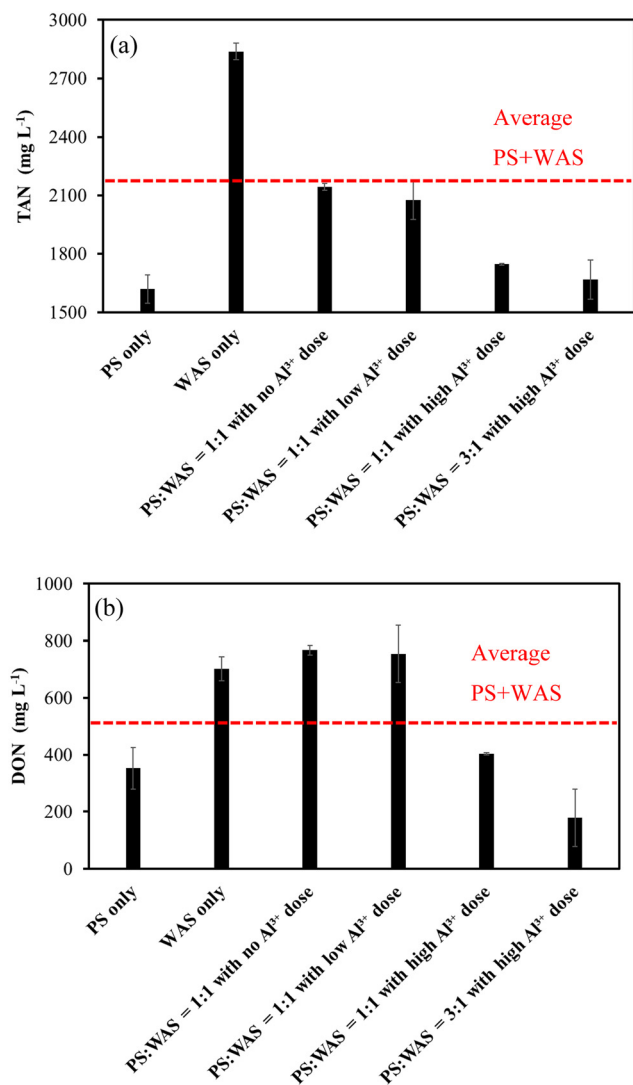 (a)
3000
2700
2400
2100
1800
1500
TAN (mg L-1)
Average
PS+WAS
PS only
WAS only
PS:WAS = 1:1 with no Al³⁺ dose
PS:WAS = 1:1 with low Al³⁺ dose
PS:WAS = 1:1 with high Al³⁺ dose
PS:WAS = 3:1 with high Al³⁺ dose
(b)
1000
800
600
400
200
0
DON (mg L-1)
Average
PS+WAS
PS only
WAS only
PS:WAS = 1:1 with no Al³⁺ dose
PS:WAS = 1:1 with low Al³⁺ dose
PS:WAS = 1:1 with high Al³⁺ dose
PS:WAS = 3:1 with high Al³⁺ dose